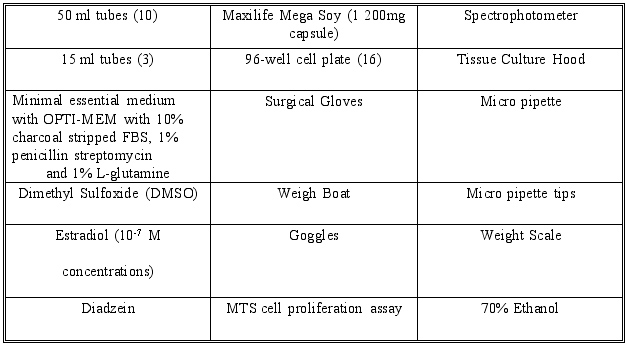 50 ml tubes (10)
Maxilife Mega Soy (1 200mg
capsule)
Spectrophotometer
15 ml tubes (3)
96-well cell plate (16)
Tissue Culture Hood
Minimal essential medium
with OPTI-MEM with 10%
charcoal stripped FBS, 1%
penicillin streptomycin
and 1% L-glutamine
Surgical Gloves
Micro pipette
Dimethyl Sulfoxide (DMSO)
Weigh Boat
Micro pipette tips
Estradiol (10-7 M
concentrations)
Goggles
Weight Scale
Diadzein
MTS cell proliferation assay
70% Ethanol